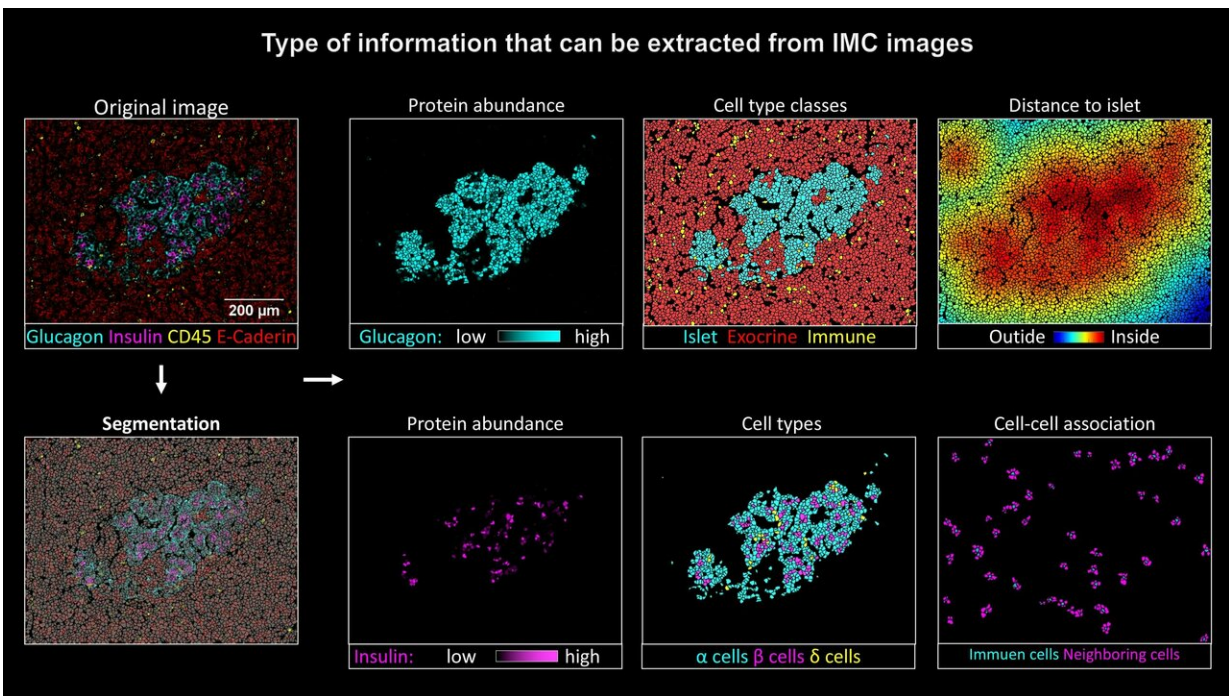 Type of information that can be extracted from IMC images
Original image
Protein abundance
Cell type classes
Distance to islet
200 µm
Glucagon Insulin CD45 E-Caderin
Glucagon: low high
Islet Exocrine Immune
Outide Inside
Segmentation
Protein abundance
Cell types
Cell-cell association
Insulin: low high
α cells β cells δ cells
Immuen cells Neighboring cells